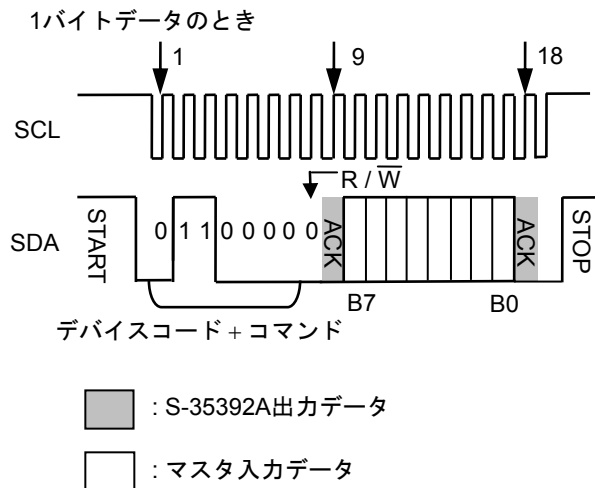 1バイトデータのとき
1 9 18
SCL
R / W
SDA START 0 1 1 0 0 0 0 0 ACK ACK STOP
B7 B0
デバイスコード + コマンド
: S-35392A出力データ
: マスタ入力データ